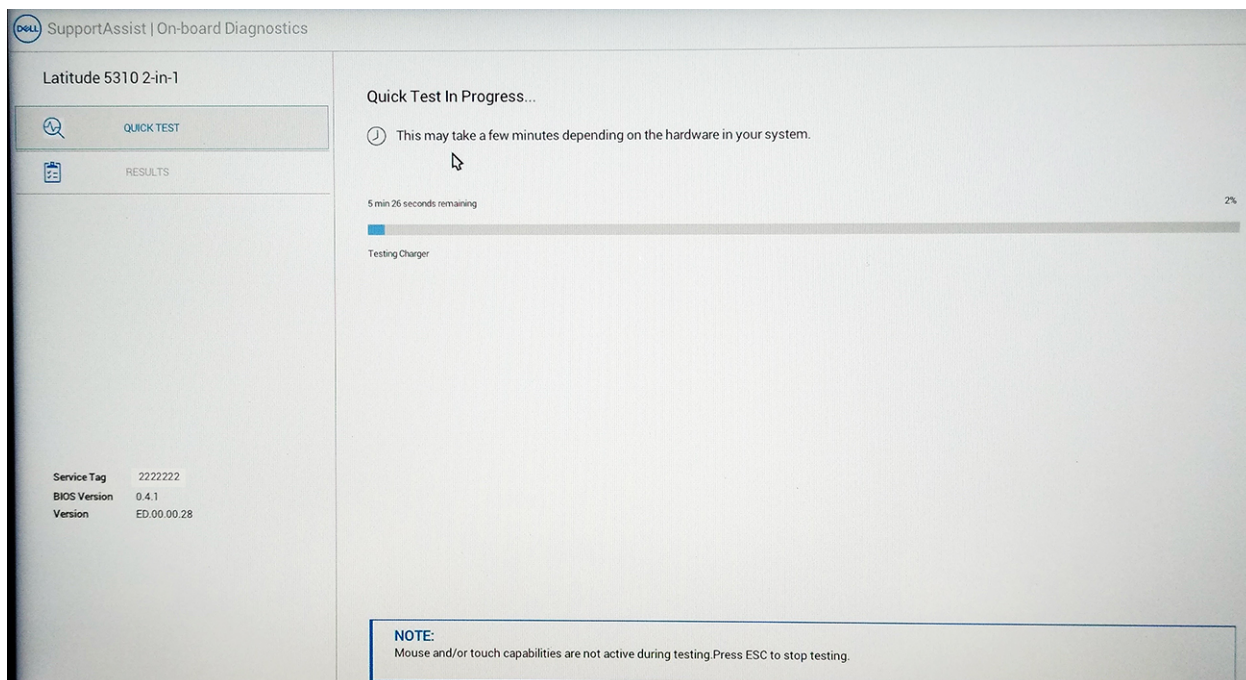 DELL SupportAssist | On-board Diagnostics
Latitude 5310 2-in-1
QUICK TEST
RESULTS
Service Tag 2222222
BIOS Version 0.4.1
Version ED.00.00.28
Quick Test In Progress...
This may take a few minutes depending on the hardware in your system.
5 min 26 seconds remaining 2%
Testing Charger
NOTE:
Mouse and/or touch capabilities are not active during testing.Press ESC to stop testing.